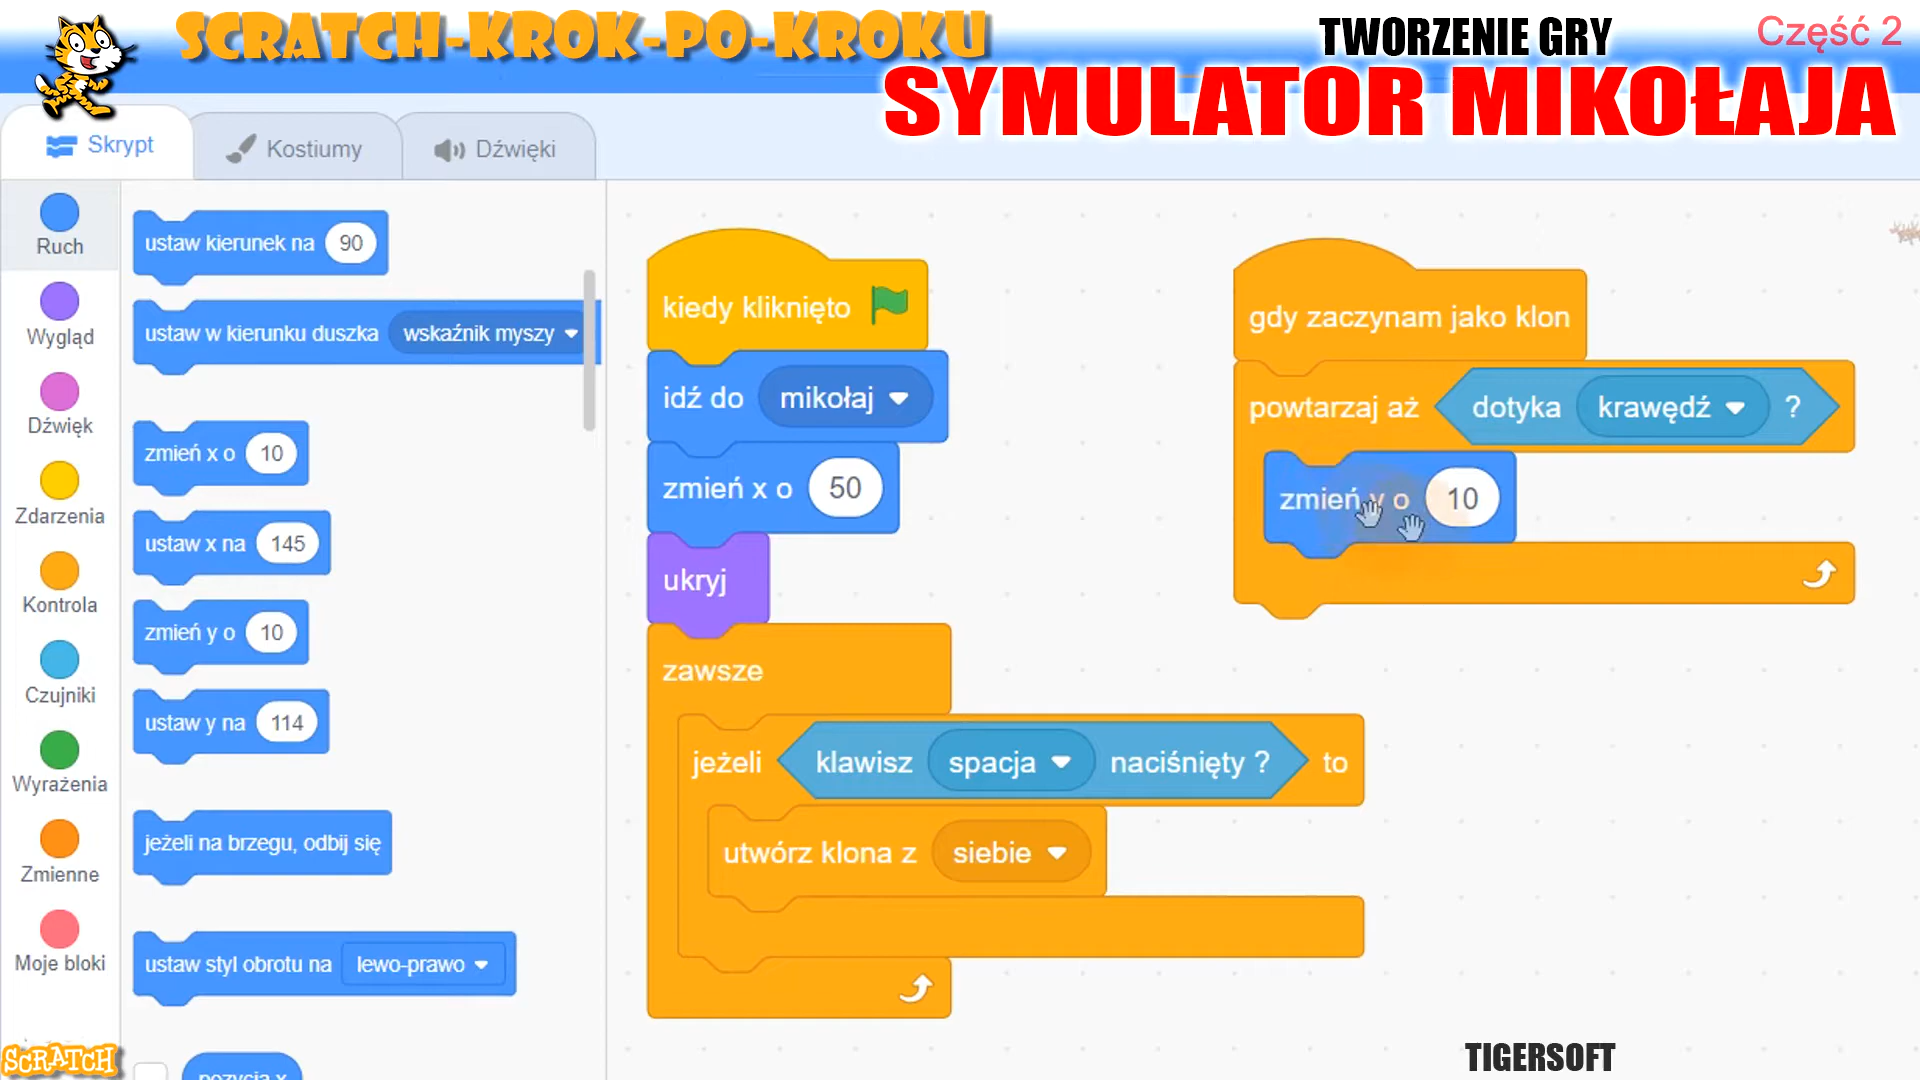 SCRATCH-KROK-PO-KROKU
TWORZENIE GRY
Część 2
SYMULATOR MIKOŁAJA
Skrypt
Kostiumy
Dźwięki
Ruch
Wygląd
Dźwięk
Zdarzenia
Kontrola
Czujniki
Wyrażenia
Zmienne
Moje bloki
SCRATCH
ustaw kierunek na 90
ustaw w kierunku duszka wskaźnik myszy
zmień x o 10
ustaw x na 145
zmień y o 10
ustaw y na 114
jeżeli na brzegu, odbij się
ustaw styl obrotu na lewo-prawo
pozycja x
kiedy kliknięto
idź do mikołaj
zmień x o 50
ukryj
zawsze
jeżeli klawisz spacja naciśnięty ? to
utwórz klona z siebie
gdy zaczynam jako klon
powtarzaj aż dotyka krawędź ?
zmień y o 10
TIGERSOFT